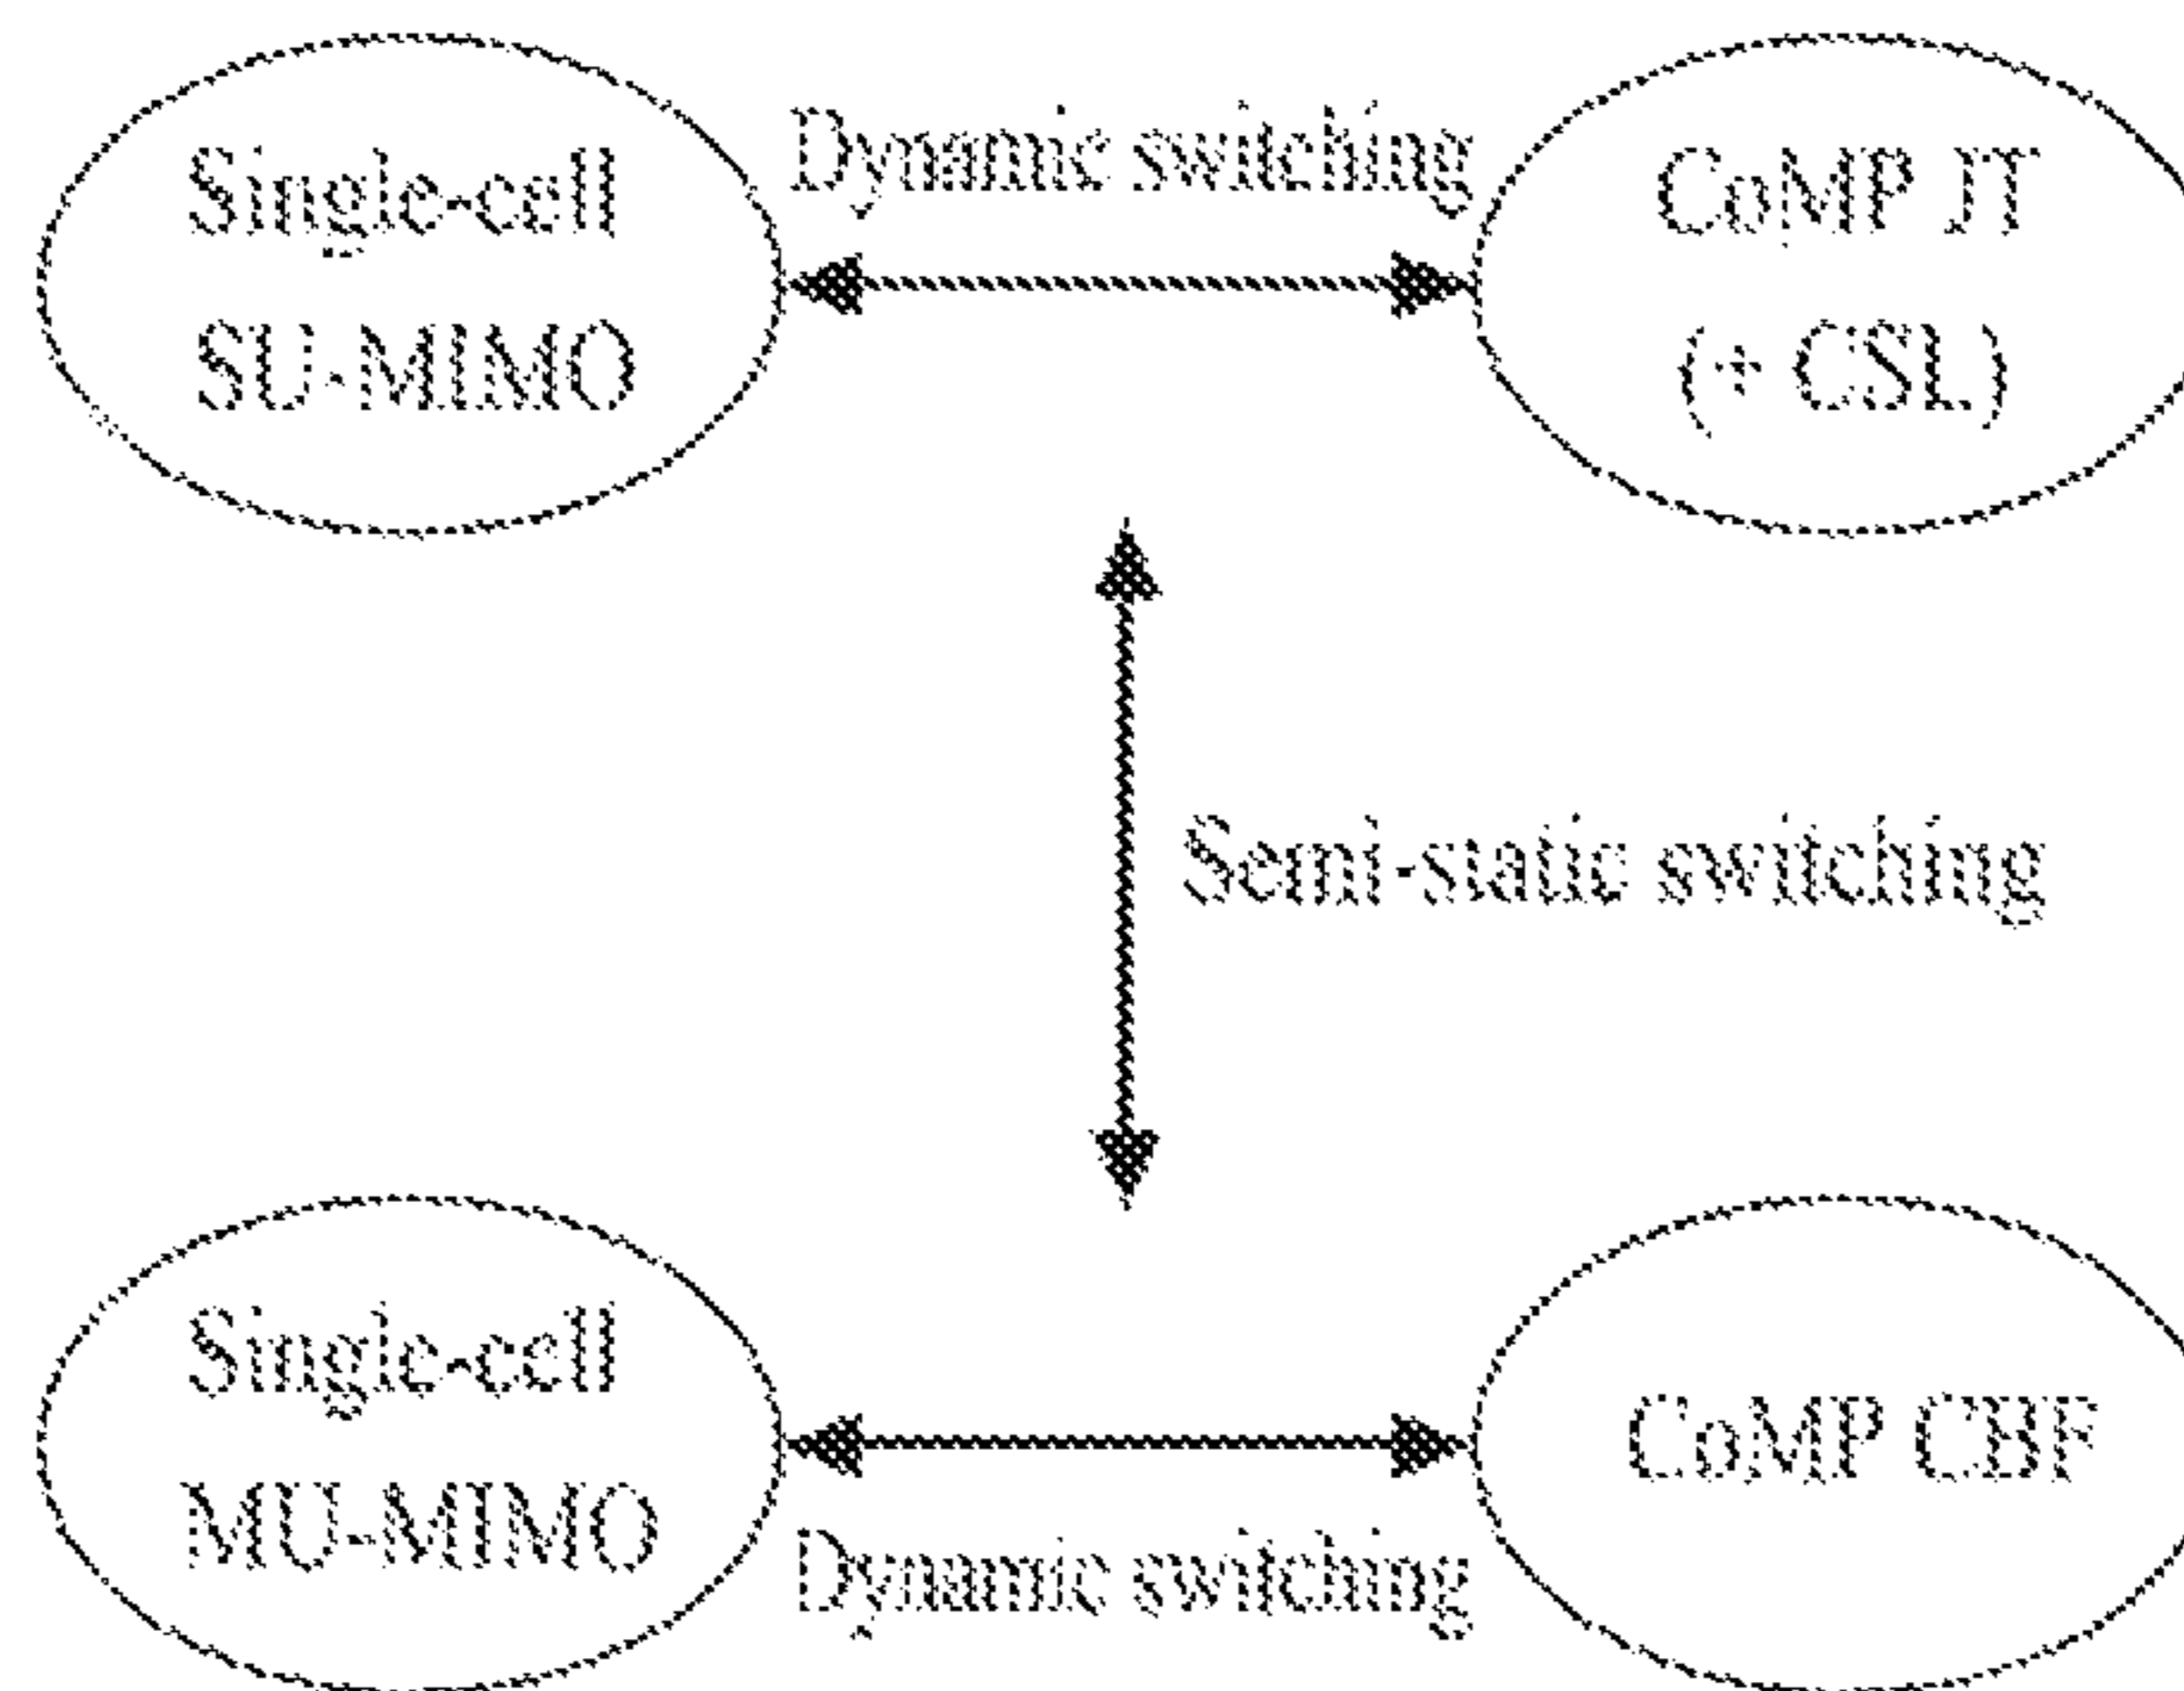 Single-cell
SU-MIMO
Dynamic switching
CoMP JT
(+ CSL)
Semi-static switching
Single-cell
MU-MIMO
Dynamic switching
CoMP CBF